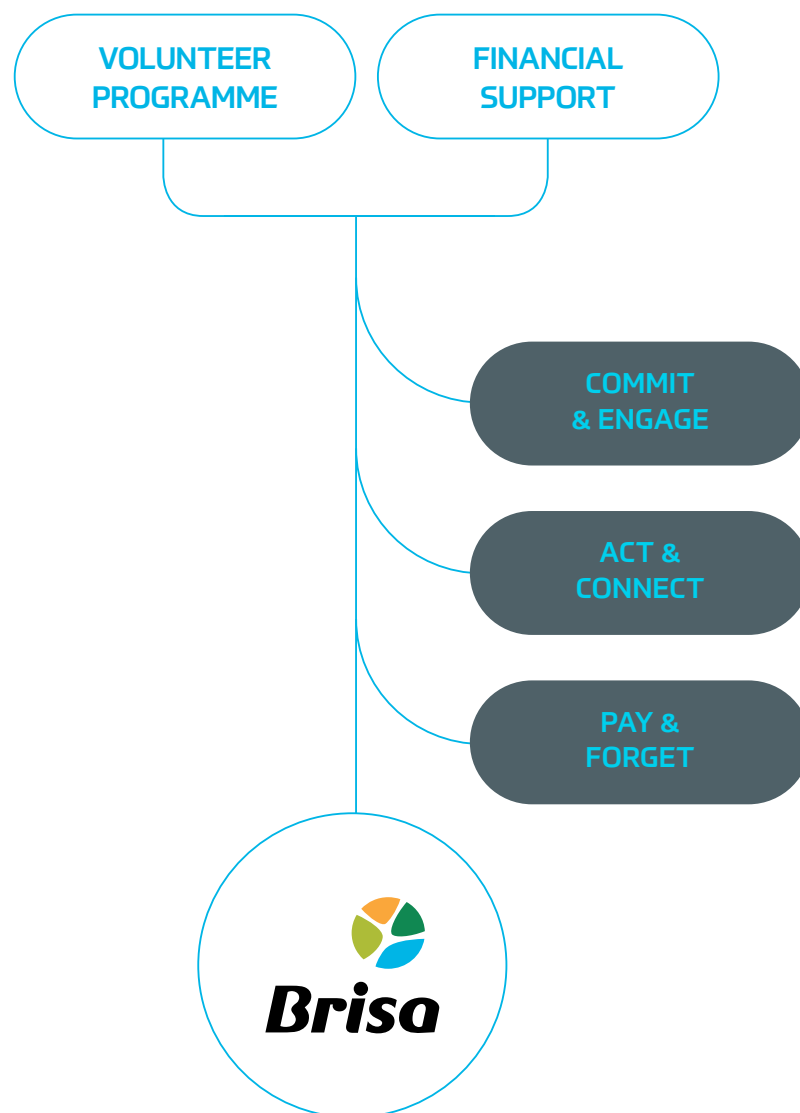 VOLUNTEER
PROGRAMME
FINANCIAL
SUPPORT
COMMIT
& ENGAGE
ACT &
CONNECT
PAY &
FORGET
Brisa